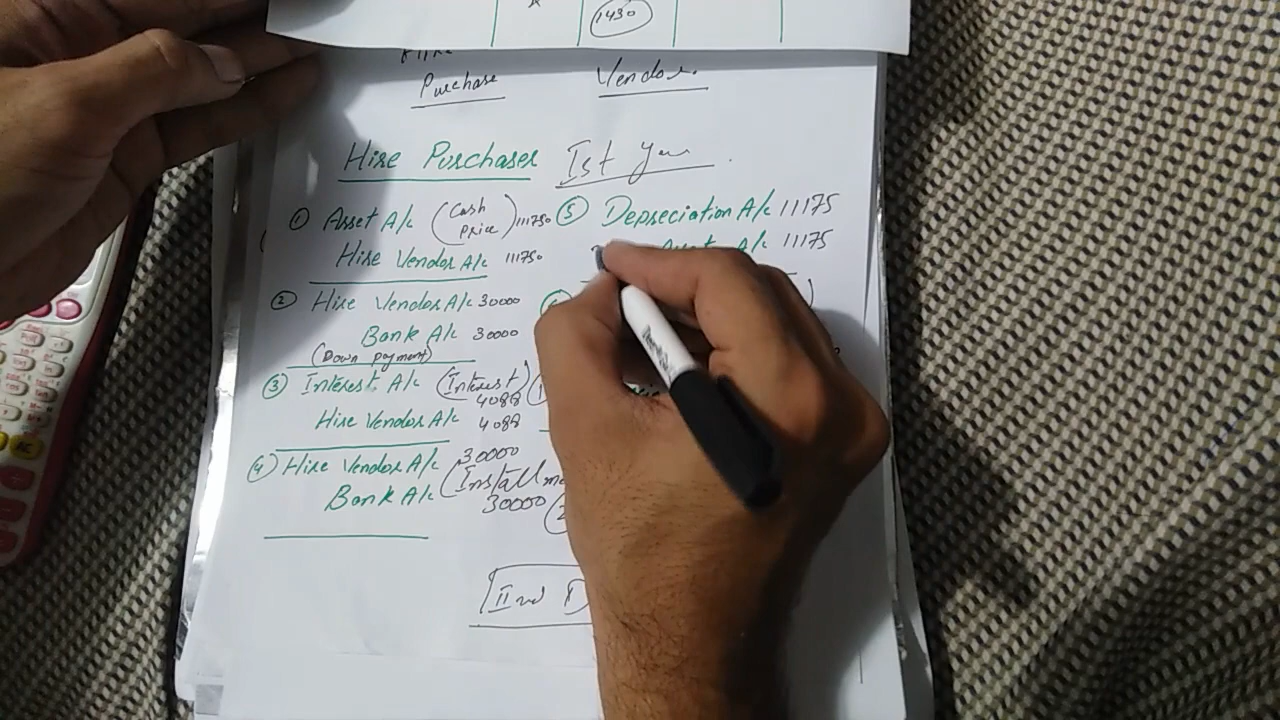 1430
Purchase Vendor.
Hire Purchaser Ist Year
① Asset A/c (Cash Price) 111750
Hire Vendor A/c 111750
② Hire Vendor A/c 30000
Bank A/c 30000
(Down payment)
③ Interest A/c (Interest) 4088
Hire Vendor A/c 4088
④ Hire Vendor A/c 30000
Bank A/c (Installme
30000
⑤ Depreciation A/c 11175
A/c 11175
IInd